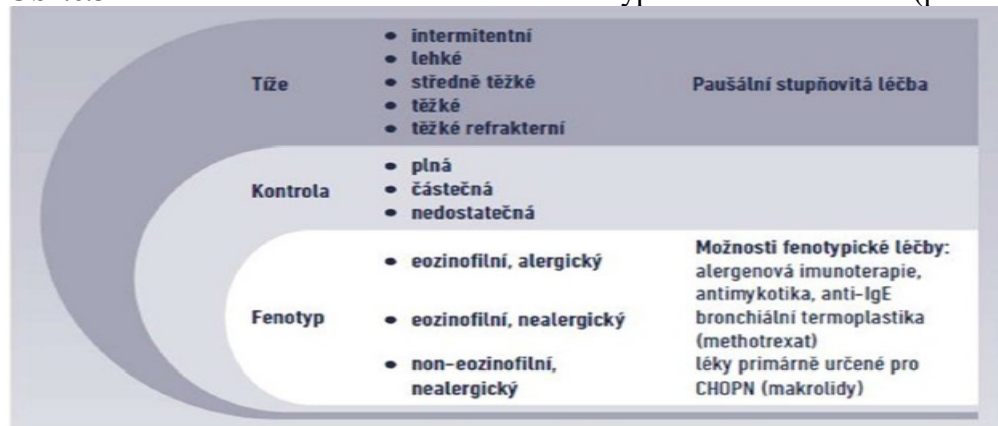 Tíže
• intermitentní
• lehké
• středně těžké
• těžké
• těžké refrakterní
Paušální stupňovitá léčba
Kontrola
• plná
• částečná
• nedostatečná
Fenotyp
• eozinofilní, alergický
• eozinofilní, nealergický
• non-eozinofilní,
nealergický
Možnosti fenotypické léčby:
alergenová imunoterapie,
antimykotika, anti-IgE
bronchiální termoplastika
(methotrexat)
léky primárně určené pro
CHOPN (makrolidy)